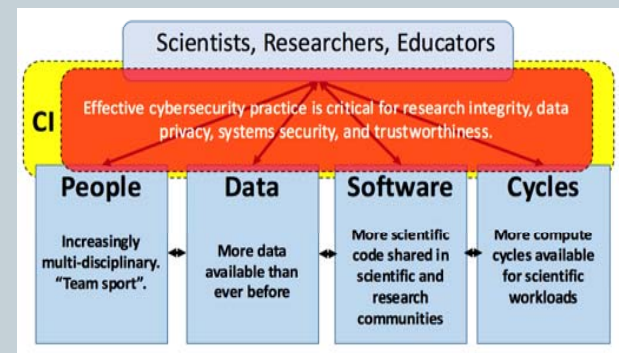 Scientists, Researchers, Educators
CI
Effective cybersecurity practice is critical for research integrity, data
privacy, systems security, and trustworthiness.
People
Increasingly
multi-disciplinary.
“Team sport”.
Data
More data
available than
ever before
Software
More scientific
code shared in
scientific and
research
communities
Cycles
More compute
cycles available
for scientific
workloads